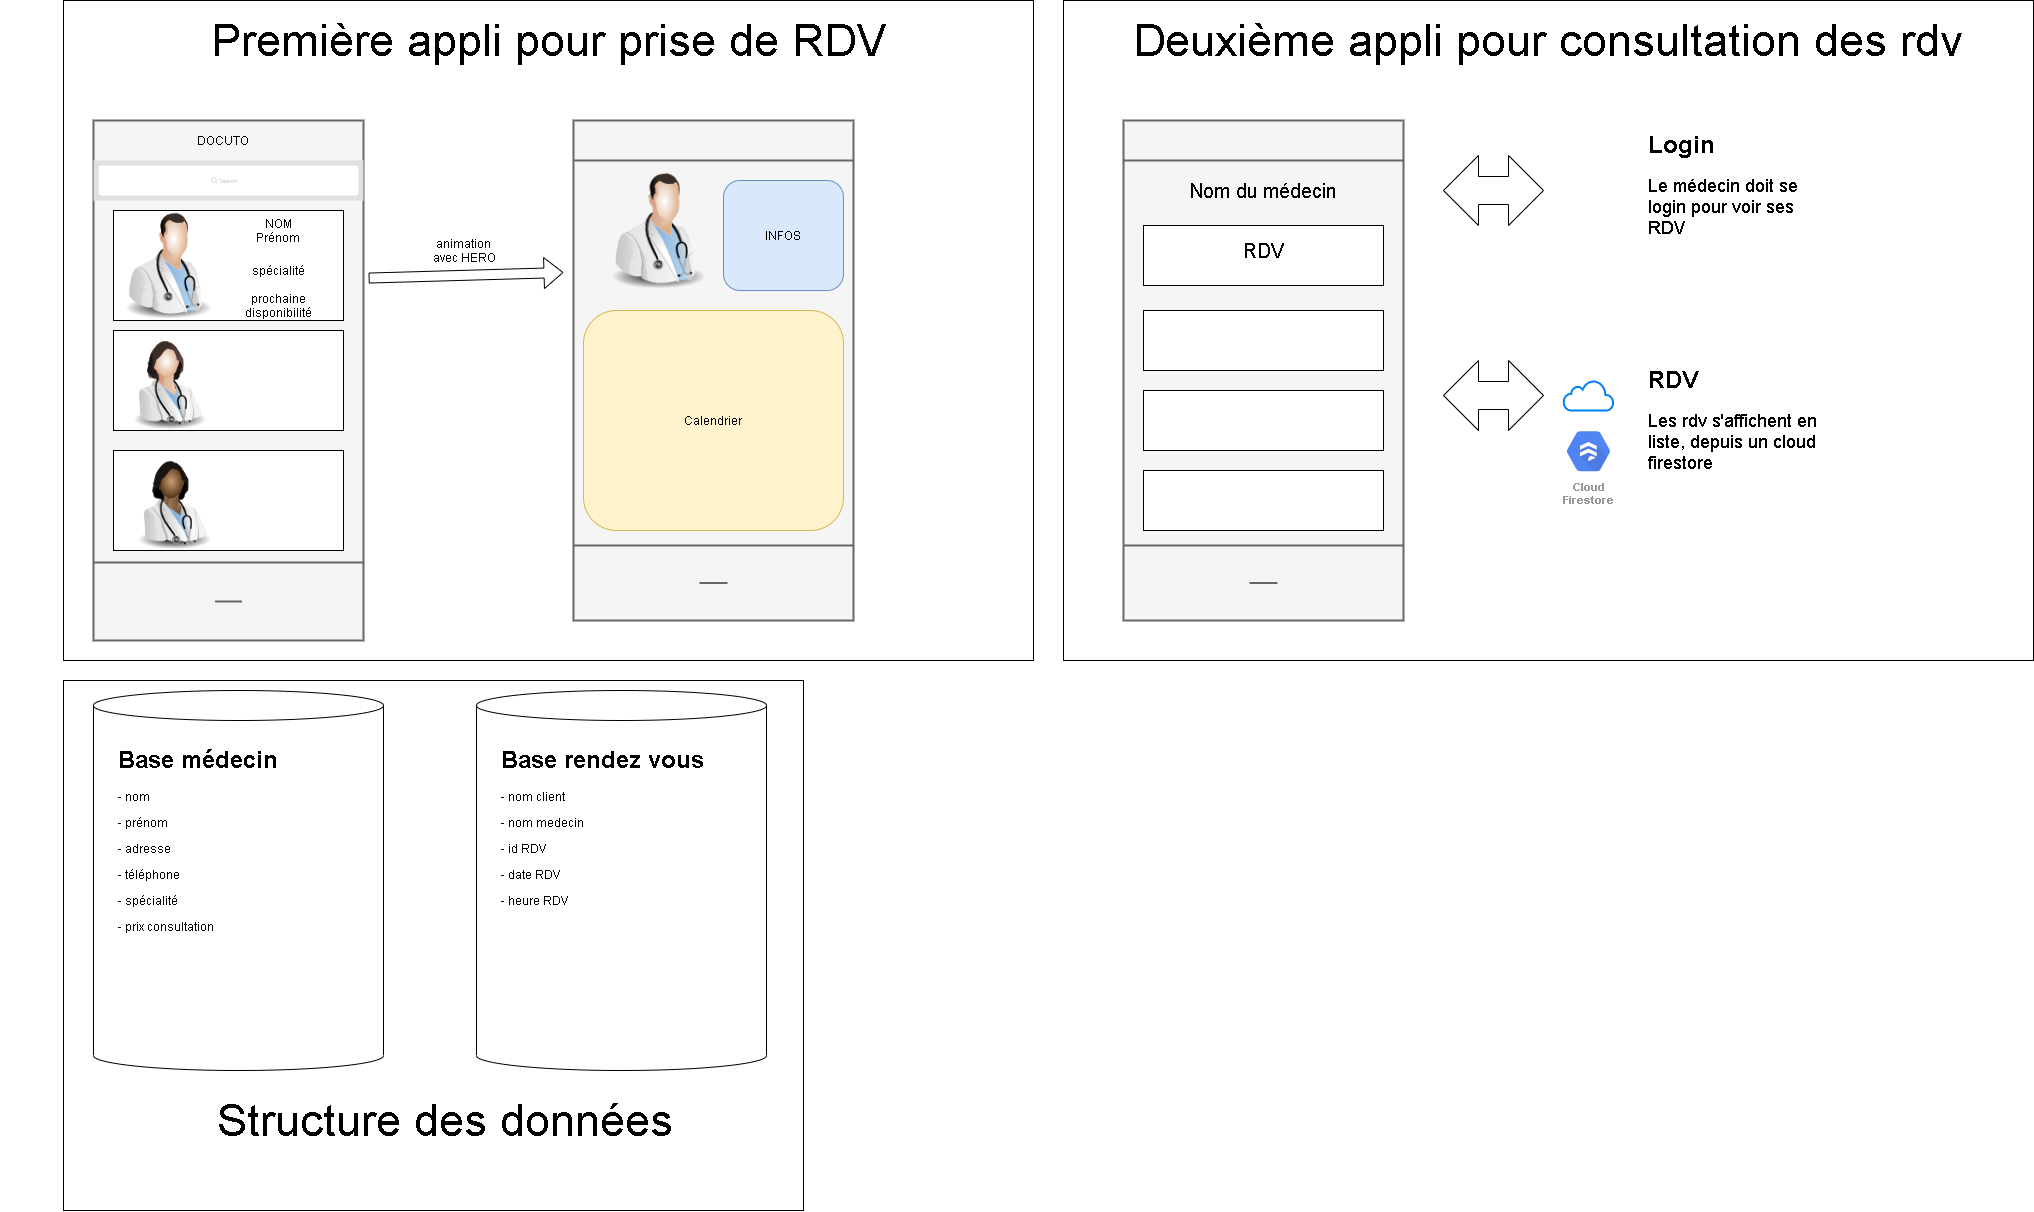 Première appli pour prise de RDV
DOCUTO
Search
NOM
Prénom
spécialité
prochaine
disponibilité
animation
avec HERO
INFOS
Calendrier
Deuxième appli pour consultation des rdv
Nom du médecin
RDV
Login
Le médecin doit se
login pour voir ses
RDV
RDV
Les rdv s'affichent en
liste, depuis un cloud
firestore
Cloud
Firestore
Base médecin
- nom
- prénom
- adresse
- téléphone
- spécialité
- prix consultation
Base rendez vous
- nom client
- nom medecin
- id RDV
- date RDV
- heure RDV
Structure des données